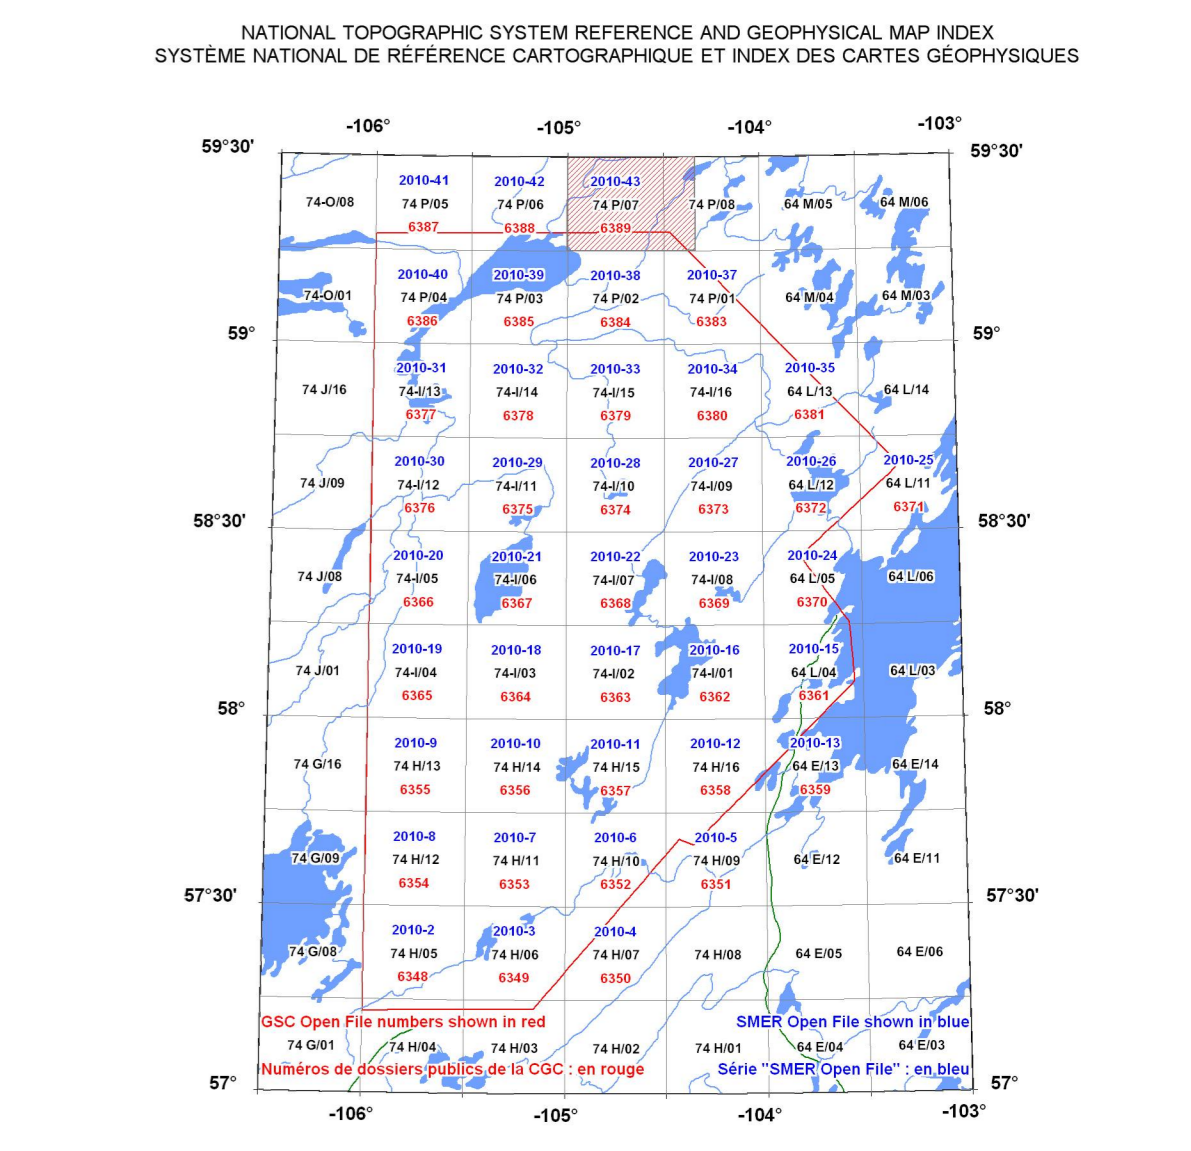 NATIONAL TOPOGRAPHIC SYSTEM REFERENCE AND GEOPHYSICAL MAP INDEX
SYSTÈME NATIONAL DE RÉFÉRENCE CARTOGRAPHIQUE ET INDEX DES CARTES GÉOPHYSIQUES
-106° -105° -104° -103°
59°30' 59°30'
2010-41 2010-42 2010-43
74-O/08 74 P/05 74 P/06 74 P/07 74 P/08 64 M/05 64 M/06
6387 6388 6389
2010-40 2010-39 2010-38 2010-37
74-O/01 74 P/04 74 P/03 74 P/02 74 P/01 64 M/04 64 M/03
6386 6385 6384 6383
59° 59°
2010-31 2010-32 2010-33 2010-34 2010-35
74 J/16 74-I/13 74-I/14 74-I/15 74-I/16 64 L/13 64 L/14
6377 6378 6379 6380 6381
2010-30 2010-29 2010-28 2010-27 2010-26 2010-25
74 J/09 74-I/12 74-I/11 74-I/10 74-I/09 64 L/12 64 L/11
6376 6375 6374 6373 6372 6371
58°30' 58°30'
2010-20 2010-21 2010-22 2010-23 2010-24
74 J/08 74-I/05 74-I/06 74-I/07 74-I/08 64 L/05 64 L/06
6366 6367 6368 6369 6370
2010-19 2010-18 2010-17 2010-16 2010-15
74 J/01 74-I/04 74-I/03 74-I/02 74-I/01 64 L/04 64 L/03
6365 6364 6363 6362 6361
58° 58°
2010-9 2010-10 2010-11 2010-12 2010-13
74 G/16 74 H/13 74 H/14 74 H/15 74 H/16 64 E/13 64 E/14
6355 6356 6357 6358 6359
2010-8 2010-7 2010-6 2010-5
74 G/09 74 H/12 74 H/11 74 H/10 74 H/09 64 E/12 64 E/11
6354 6353 6352 6351
57°30' 57°30'
2010-2 2010-3 2010-4
74 G/08 74 H/05 74 H/06 74 H/07 74 H/08 64 E/05 64 E/06
6348 6349 6350
GSC Open File numbers shown in red SMER Open File shown in blue
74 G/01 74 H/04 74 H/03 74 H/02 74 H/01 64 E/04 64 E/03
Numéros de dossiers publics de la CGC : en rouge Série "SMER Open File" : en bleu
57° 57°
-106° -105° -104° -103°